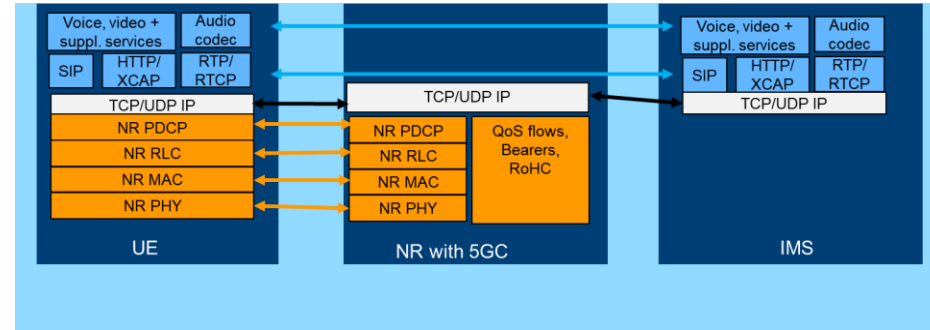 Voice, video +
suppl. services
Audio
codec
SIP
HTTP/
XCAP
RTP/
RTCP
TCP/UDP IP
NR PDCP
NR RLC
NR MAC
NR PHY
UE
TCP/UDP IP
NR PDCP
NR RLC
NR MAC
NR PHY
QoS flows,
Bearers,
RoHC
NR with 5GC
Voice, video +
suppl. services
Audio
codec
SIP
HTTP/
XCAP
RTP/
RTCP
TCP/UDP IP
IMS